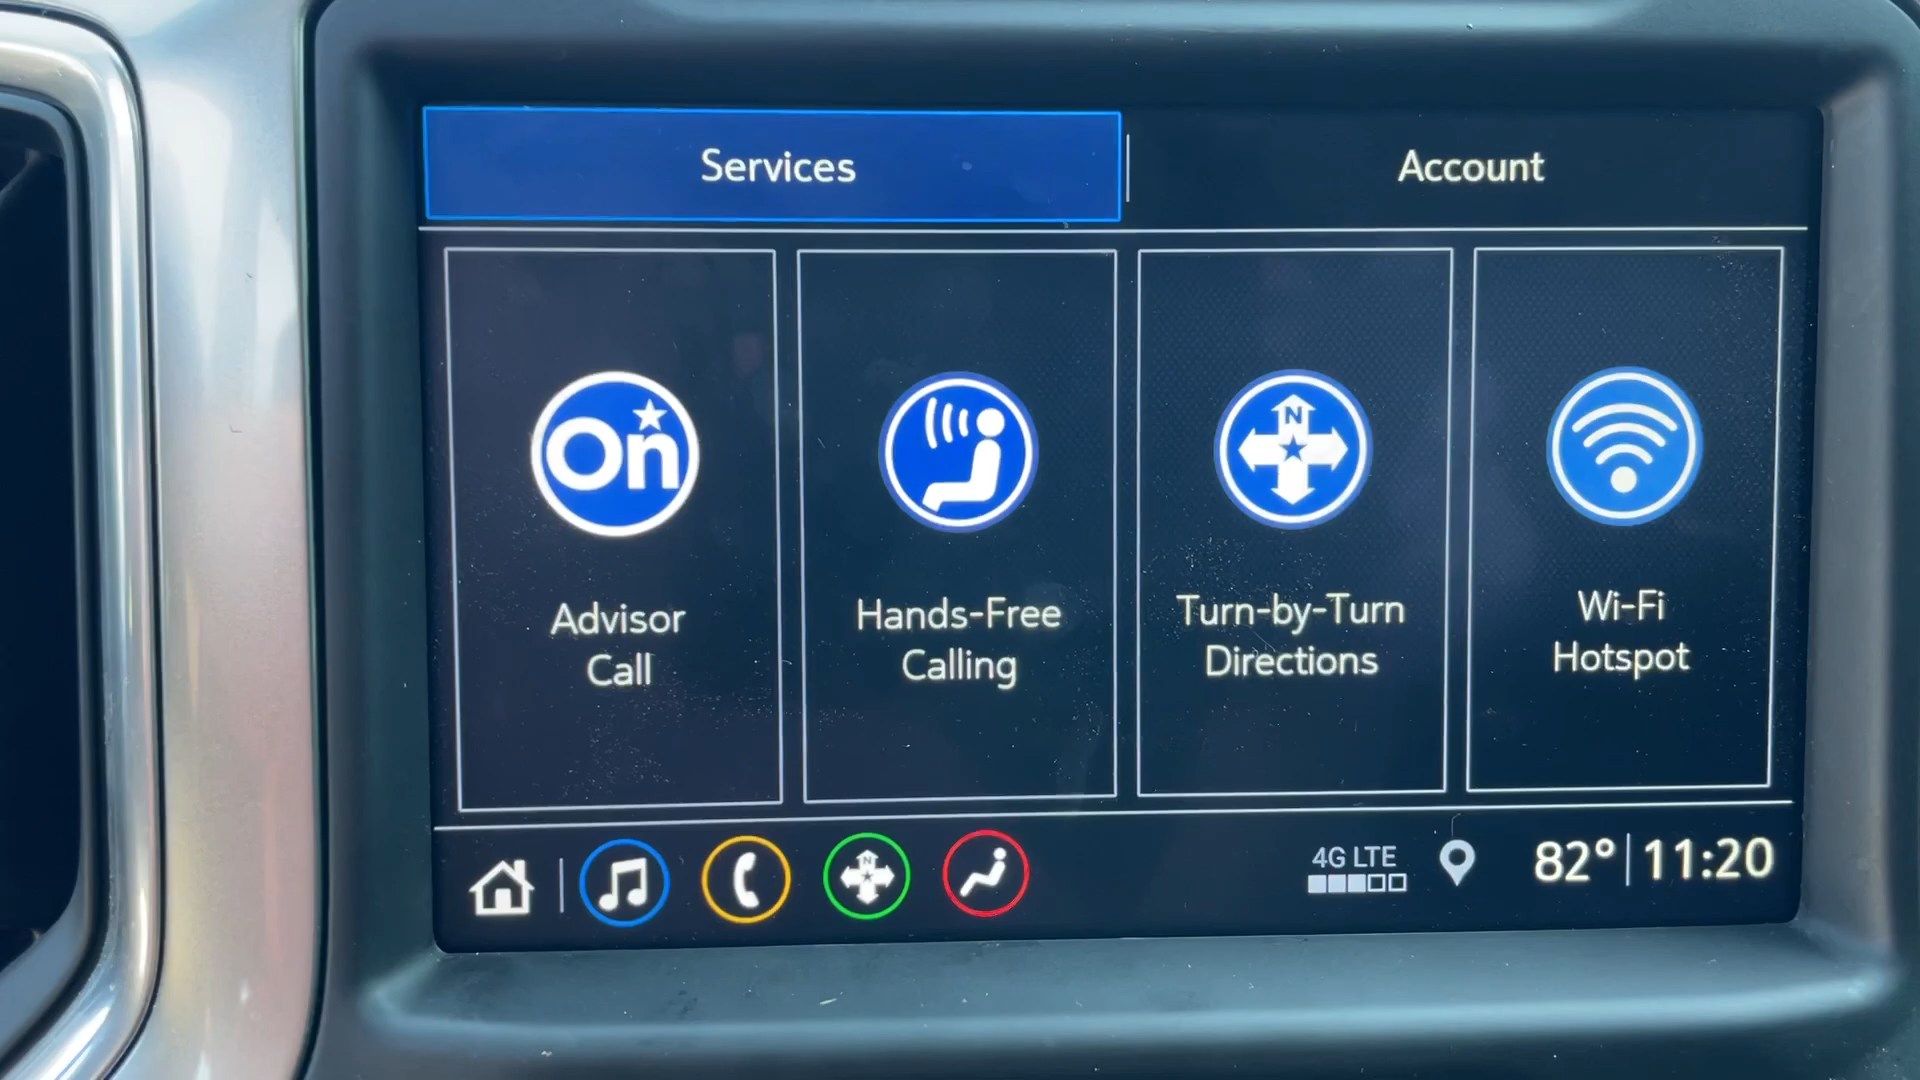 Services
Account
On
N
Advisor
Call
Hands-Free
Calling
Turn-by-Turn
Directions
Wi-Fi
Hotspot
N
4G LTE
82° 11:20